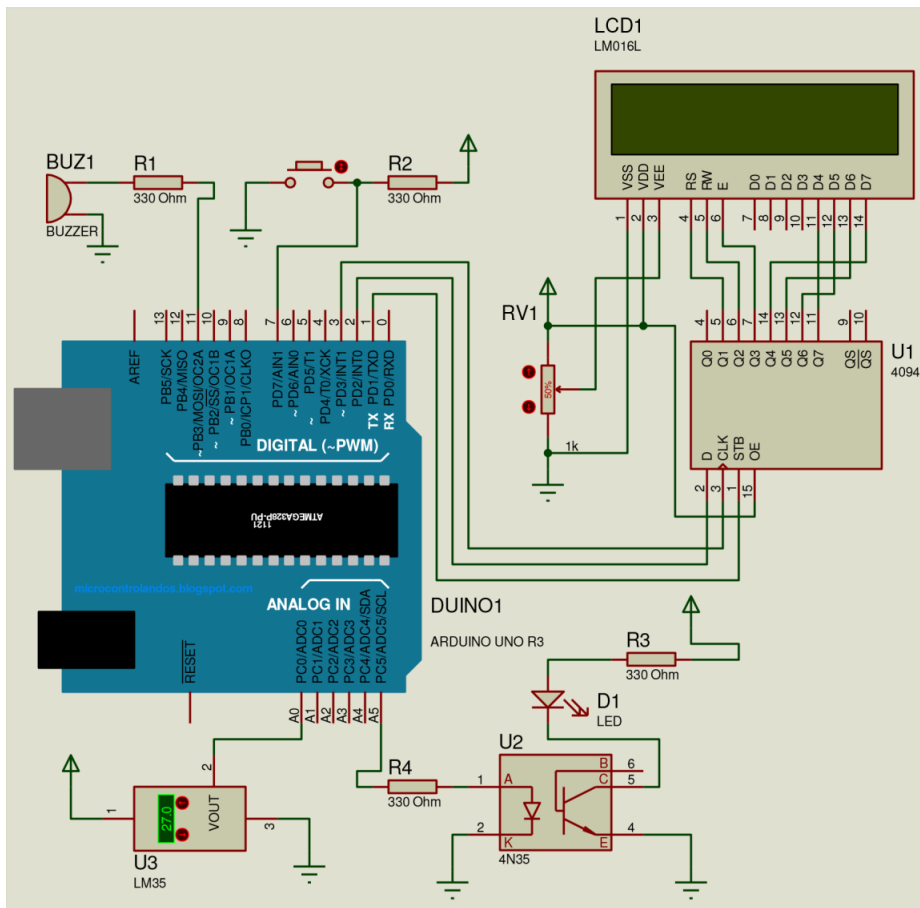 LCD1
LM016L
VSS
VDD
VEE
RS
RW
E
D0
D1
D2
D3
D4
D5
D6
D7
1
2
3
4
5
6
7
8
9
10
11
12
13
14
BUZ1
BUZZER
R1
330 Ohm
R2
330 Ohm
RV1
50%
1k
4
5
6
7
14
13
12
11
9
10
Q0
Q1
Q2
Q3
Q4
Q5
Q6
Q7
QS
QS
U1
4094
D
CLK
STB
OE
2
3
1
15
13
12
11
10
9
8
7
6
5
4
3
2
1
0
AREF
PB5/SCK
PB4/MISO
PB3/MOSI/OC2A
PB2/SS/OC1B
PB1/OC1A
PB0/ICP1/CLKO
PD7/AIN1
PD6/AIN0
PD5/T1
PD4/T0/XCK
PD3/INT1
PD2/INT0
PD1/TXD
PD0/RXD
~
~
~
~
~
~
TX
RX
DIGITAL (~PWM)
ATMEGA328P-PU
1121
microcontrolandos.blogspot.com
ANALOG IN
RESET
PC0/ADC0
PC1/ADC1
PC2/ADC2
PC3/ADC3
PC4/ADC4/SDA
PC5/ADC5/SCL
A0
A1
A2
A3
A4
A5
DUINO1
ARDUINO UNO R3
R3
330 Ohm
D1
LED
U2
4N35
A
K
B
C
E
1
2
6
5
4
R4
330 Ohm
1
2
3
27.0
VOUT
U3
LM35